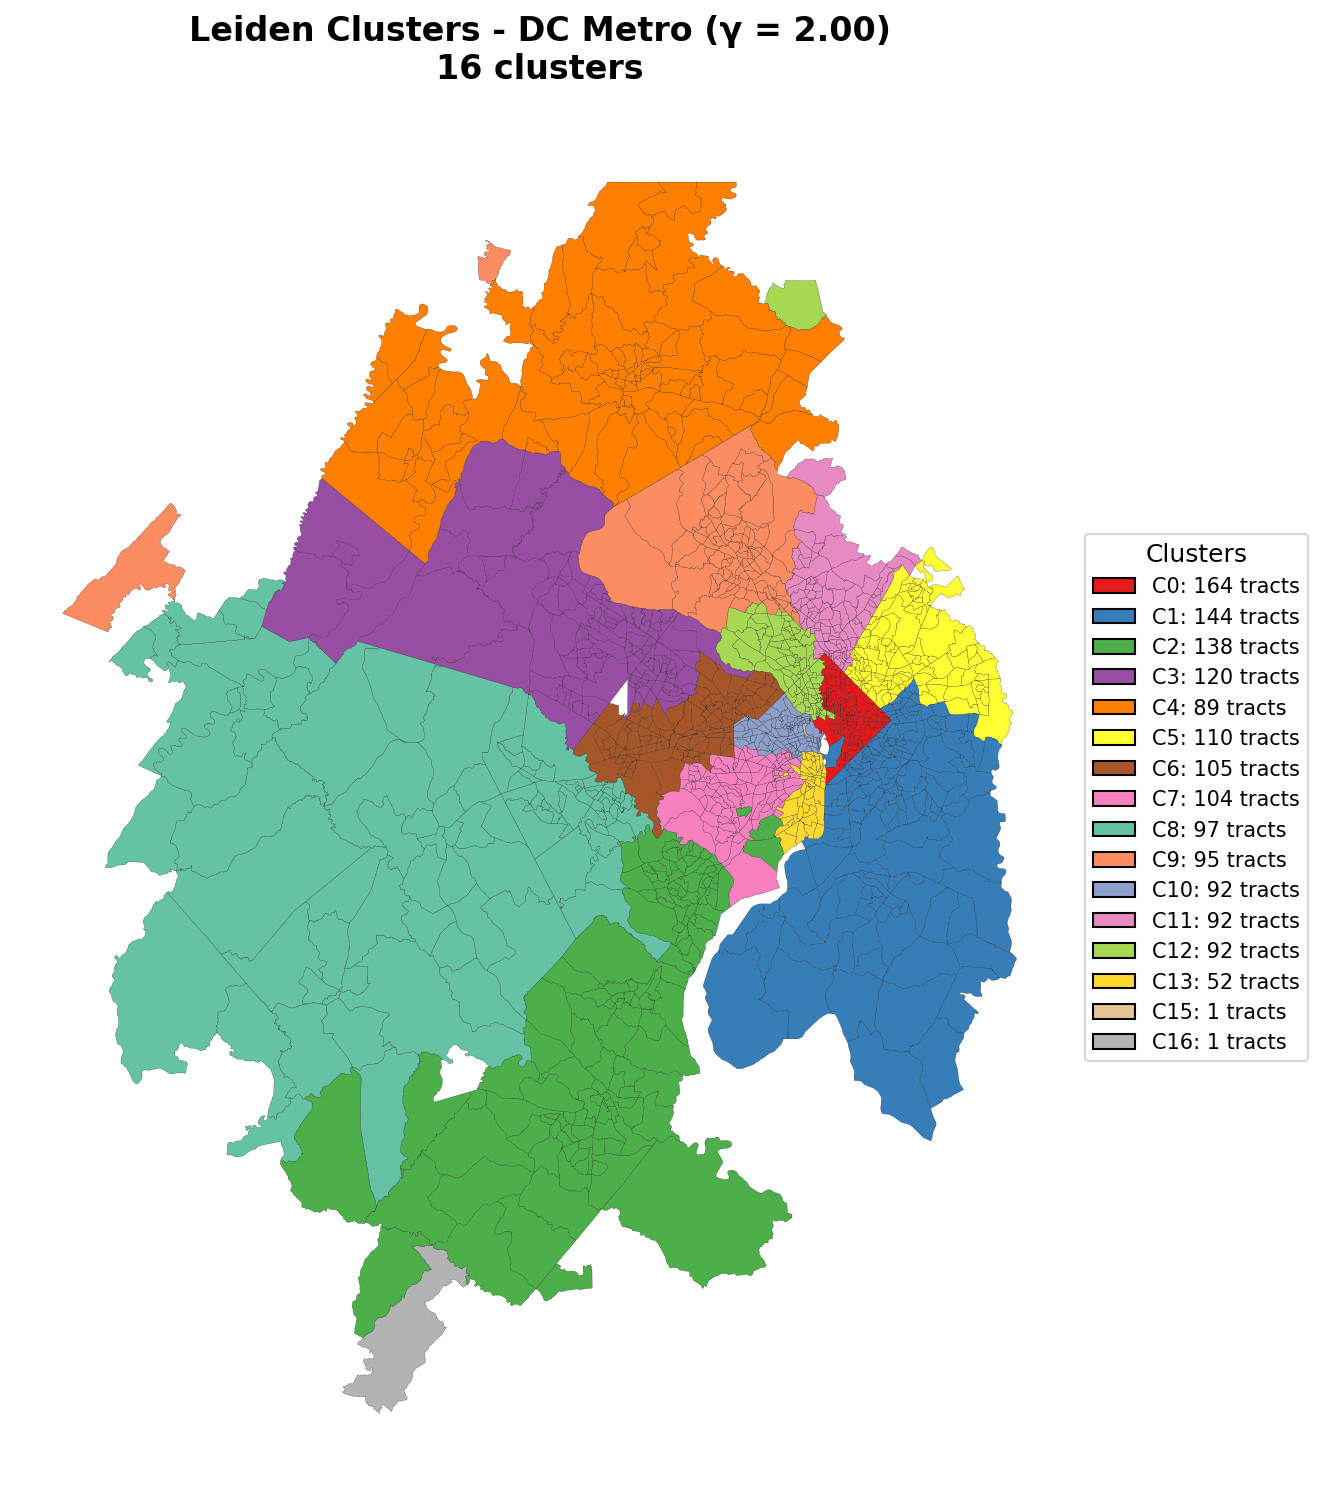 Leiden Clusters - DC Metro (γ = 2.00)
16 clusters
Clusters
C0: 164 tracts
C1: 144 tracts
C2: 138 tracts
C3: 120 tracts
C4: 89 tracts
C5: 110 tracts
C6: 105 tracts
C7: 104 tracts
C8: 97 tracts
C9: 95 tracts
C10: 92 tracts
C11: 92 tracts
C12: 92 tracts
C13: 52 tracts
C15: 1 tracts
C16: 1 tracts